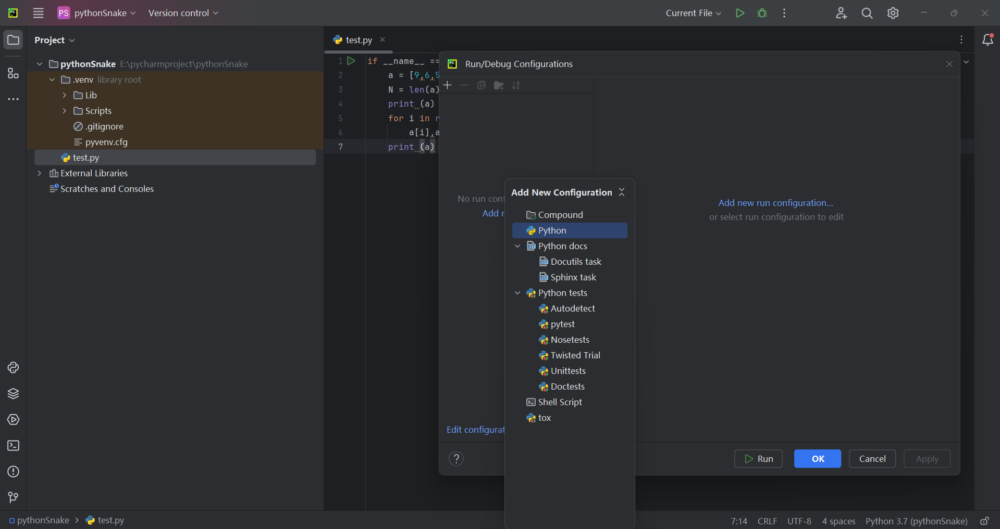 PS pythonSnake Version control Current File
Project
test.py
pythonSnake E:\pycharmproject\pythonSnake
.venv library root
Lib
Scripts
.gitignore
pyvenv.cfg
test.py
External Libraries
Scratches and Consoles
1 if __name__ ==
2 a = [9,6,5
3 N = len(a)
4 print (a)
5 for i in r
6 a[i],a
7 print (a)
Run/Debug Configurations
No run conf
Add r
Add new run configuration...
or select run configuration to edit
Edit configurat
Add New Configuration
Compound
Python
Python docs
Docutils task
Sphinx task
Python tests
Autodetect
pytest
Nosetests
Twisted Trial
Unittests
Doctests
Shell Script
tox
? Run OK Cancel Apply
pythonSnake > test.py 7:14 CRLF UTF-8 4 spaces Python 3.7 (pythonSnake)